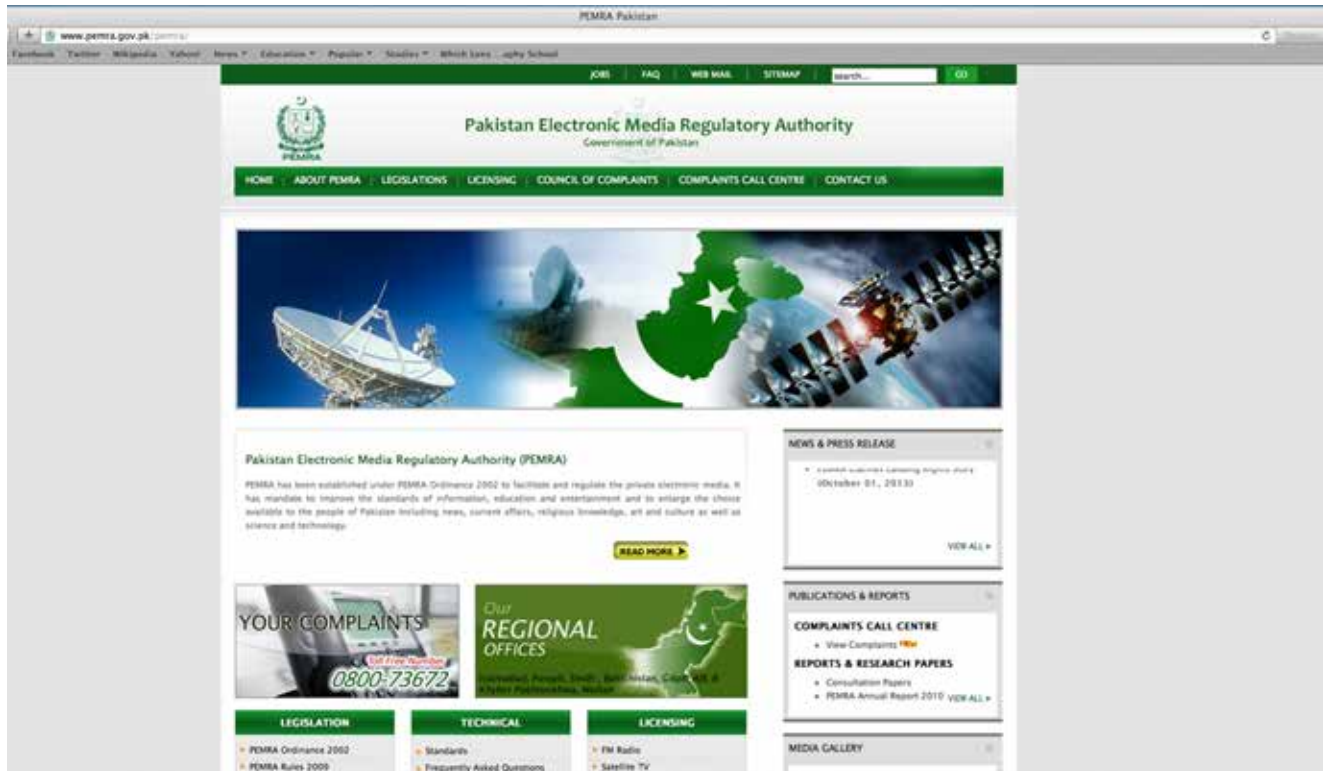 PEMRA Pakistan
www.pemra.gov.pk/pemra/
Facebook Twitter Wikipedia Yahoo! News Education Popular Studies School
JOBS FAQ WEB MAIL SITEMAP search... GO
PEMRA
Pakistan Electronic Media Regulatory Authority
Government of Pakistan
HOME ABOUT PEMRA LEGISLATIONS LICENSING COUNCIL OF COMPLAINTS COMPLAINTS CALL CENTRE CONTACT US
Pakistan Electronic Media Regulatory Authority (PEMRA)
PEMRA has been established under PEMRA Ordinance 2002 to facilitate and regulate the private electronic media. It
has mandate to improve the standards of information, education and entertainment and to enlarge the choice
available to the people of Pakistan including news, current affairs, religious knowledge, art and culture as well as
science and technology.
READ MORE
NEWS & PRESS RELEASE
(October 01, 2013)
VIEW ALL
YOUR COMPLAINTS
Toll Free Number
0800-73672
Our
REGIONAL
OFFICES
PUBLICATIONS & REPORTS
COMPLAINTS CALL CENTRE
View Complaints
REPORTS & RESEARCH PAPERS
Consultation Papers
PEMRA Annual Report 2010 VIEW ALL
LEGISLATION
PEMRA Ordinance 2002
PEMRA Rules 2009
TECHNICAL
Standards
Frequently Asked Questions
LICENSING
FM Radio
Satellite TV
MEDIA GALLERY